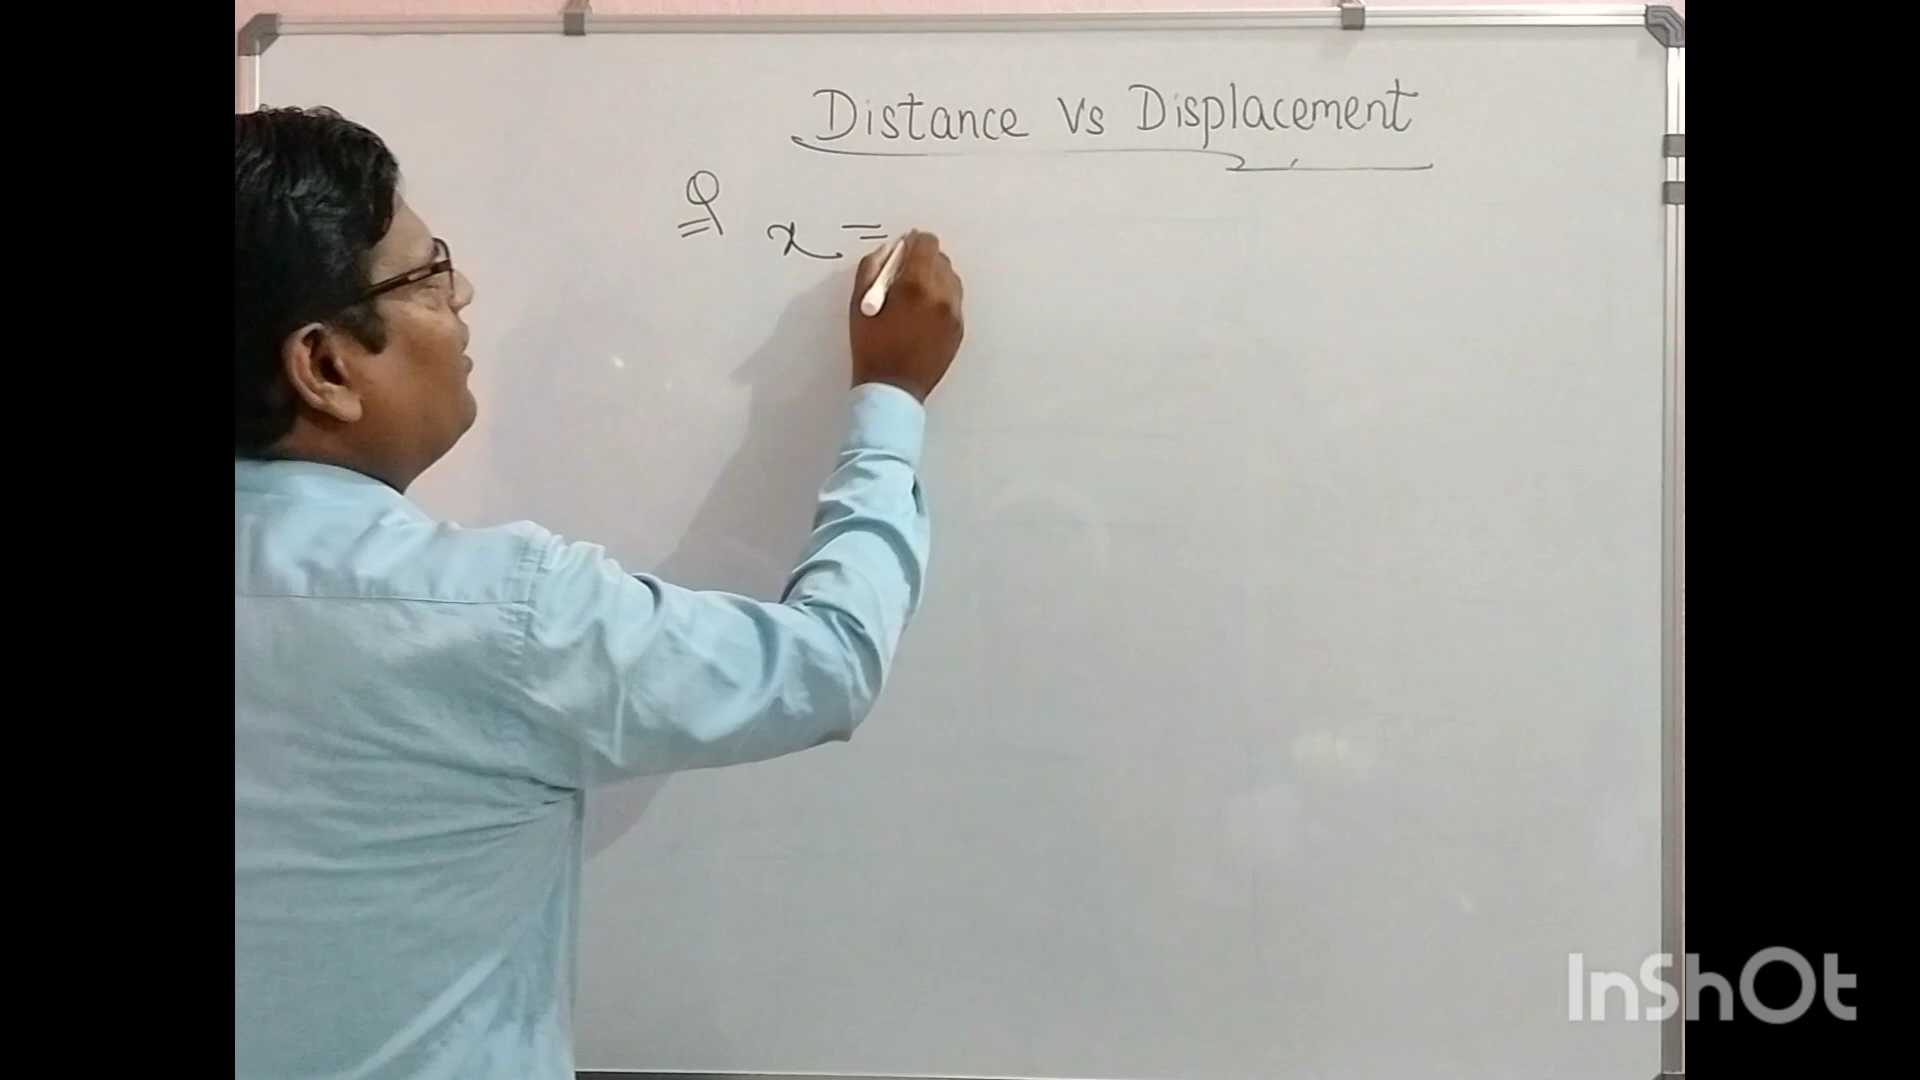 Distance Vs Displacement
Q x =
InShOt